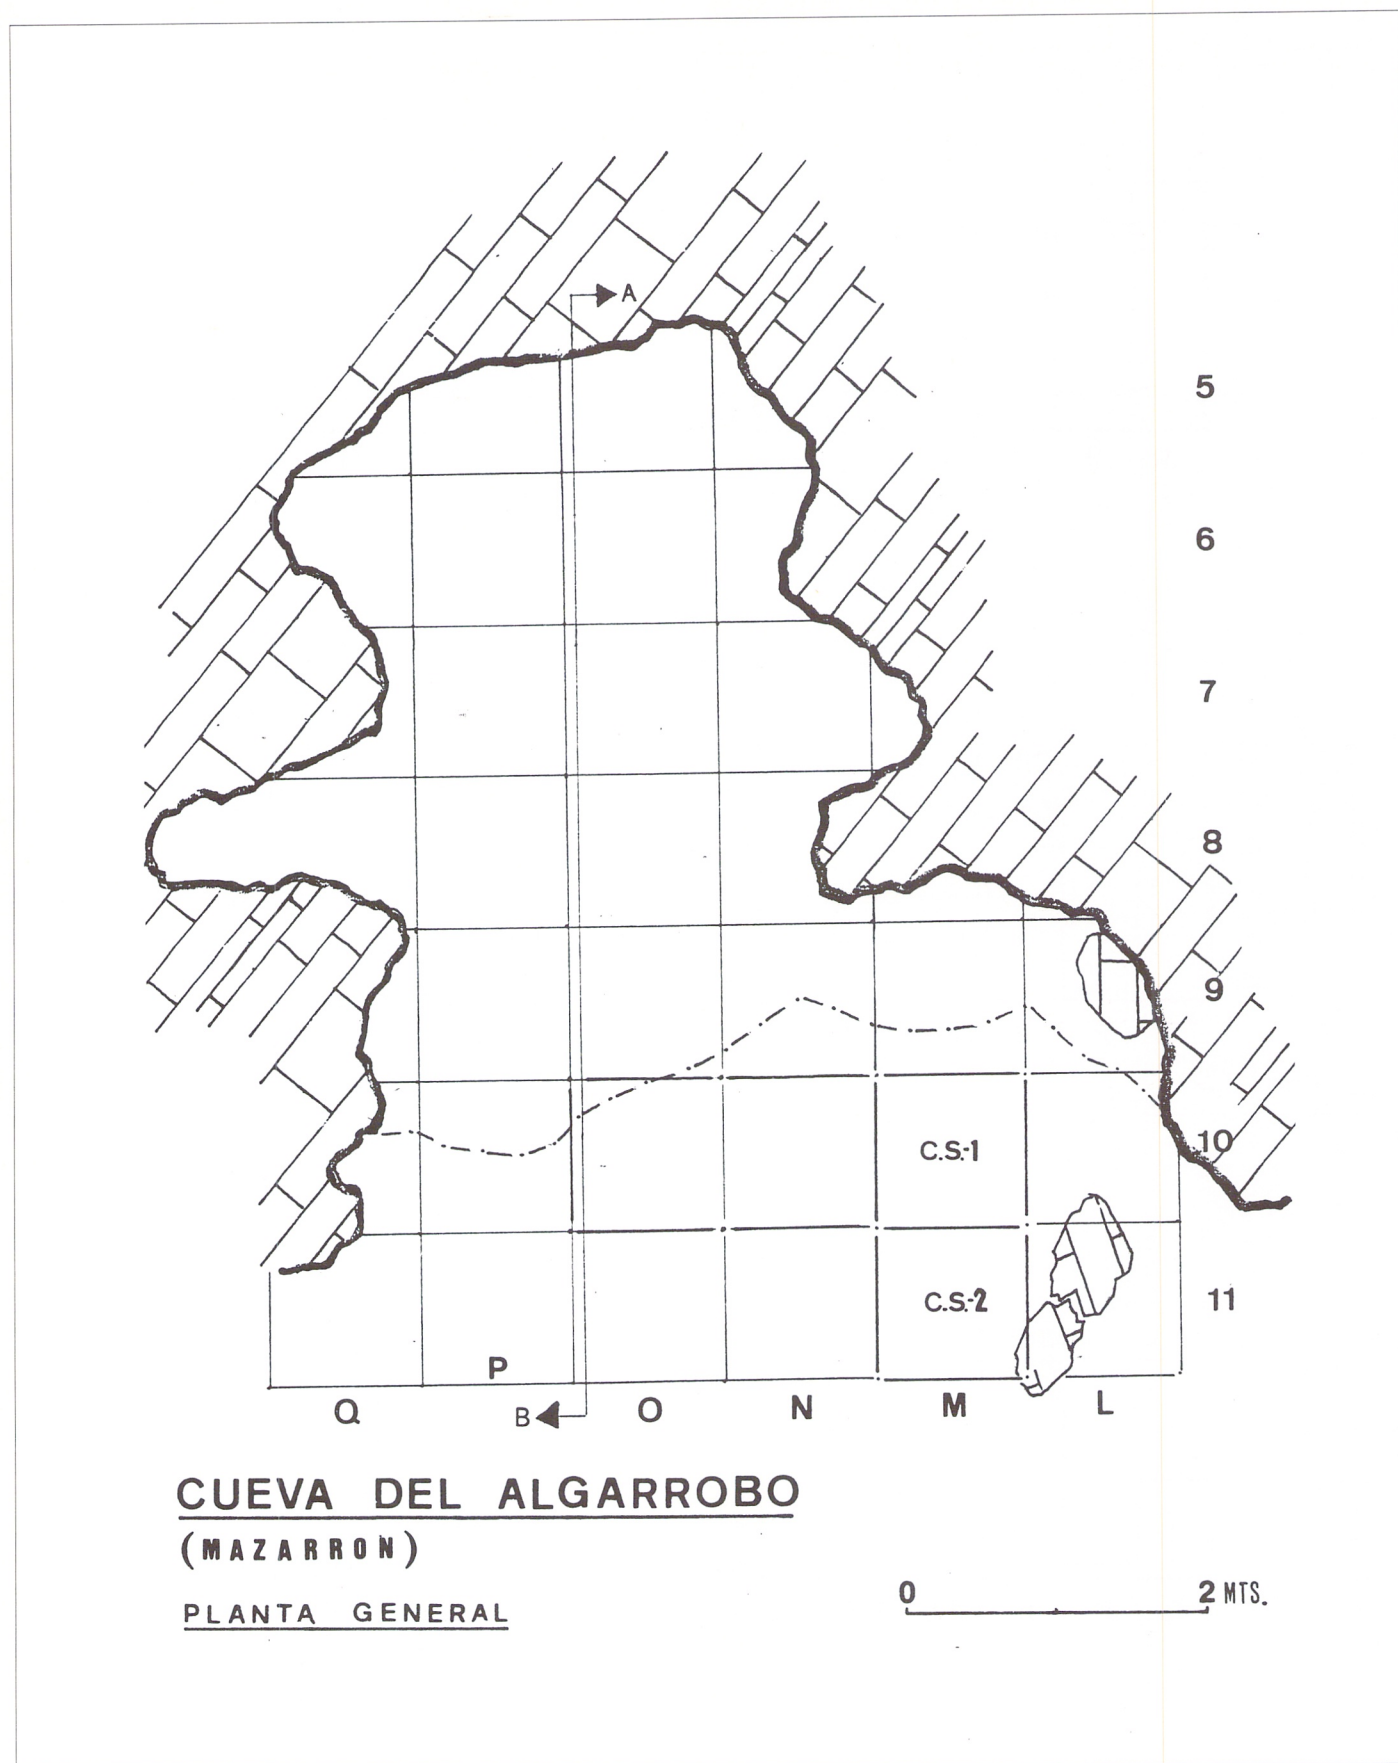 A
5
6
7
8
9
10
C.S.-1
C.S.-2
11
P
Q
B
O
N
M
L
CUEVA DEL ALGARROBO
(MAZARRON)
PLANTA GENERAL
0 2 MTS.